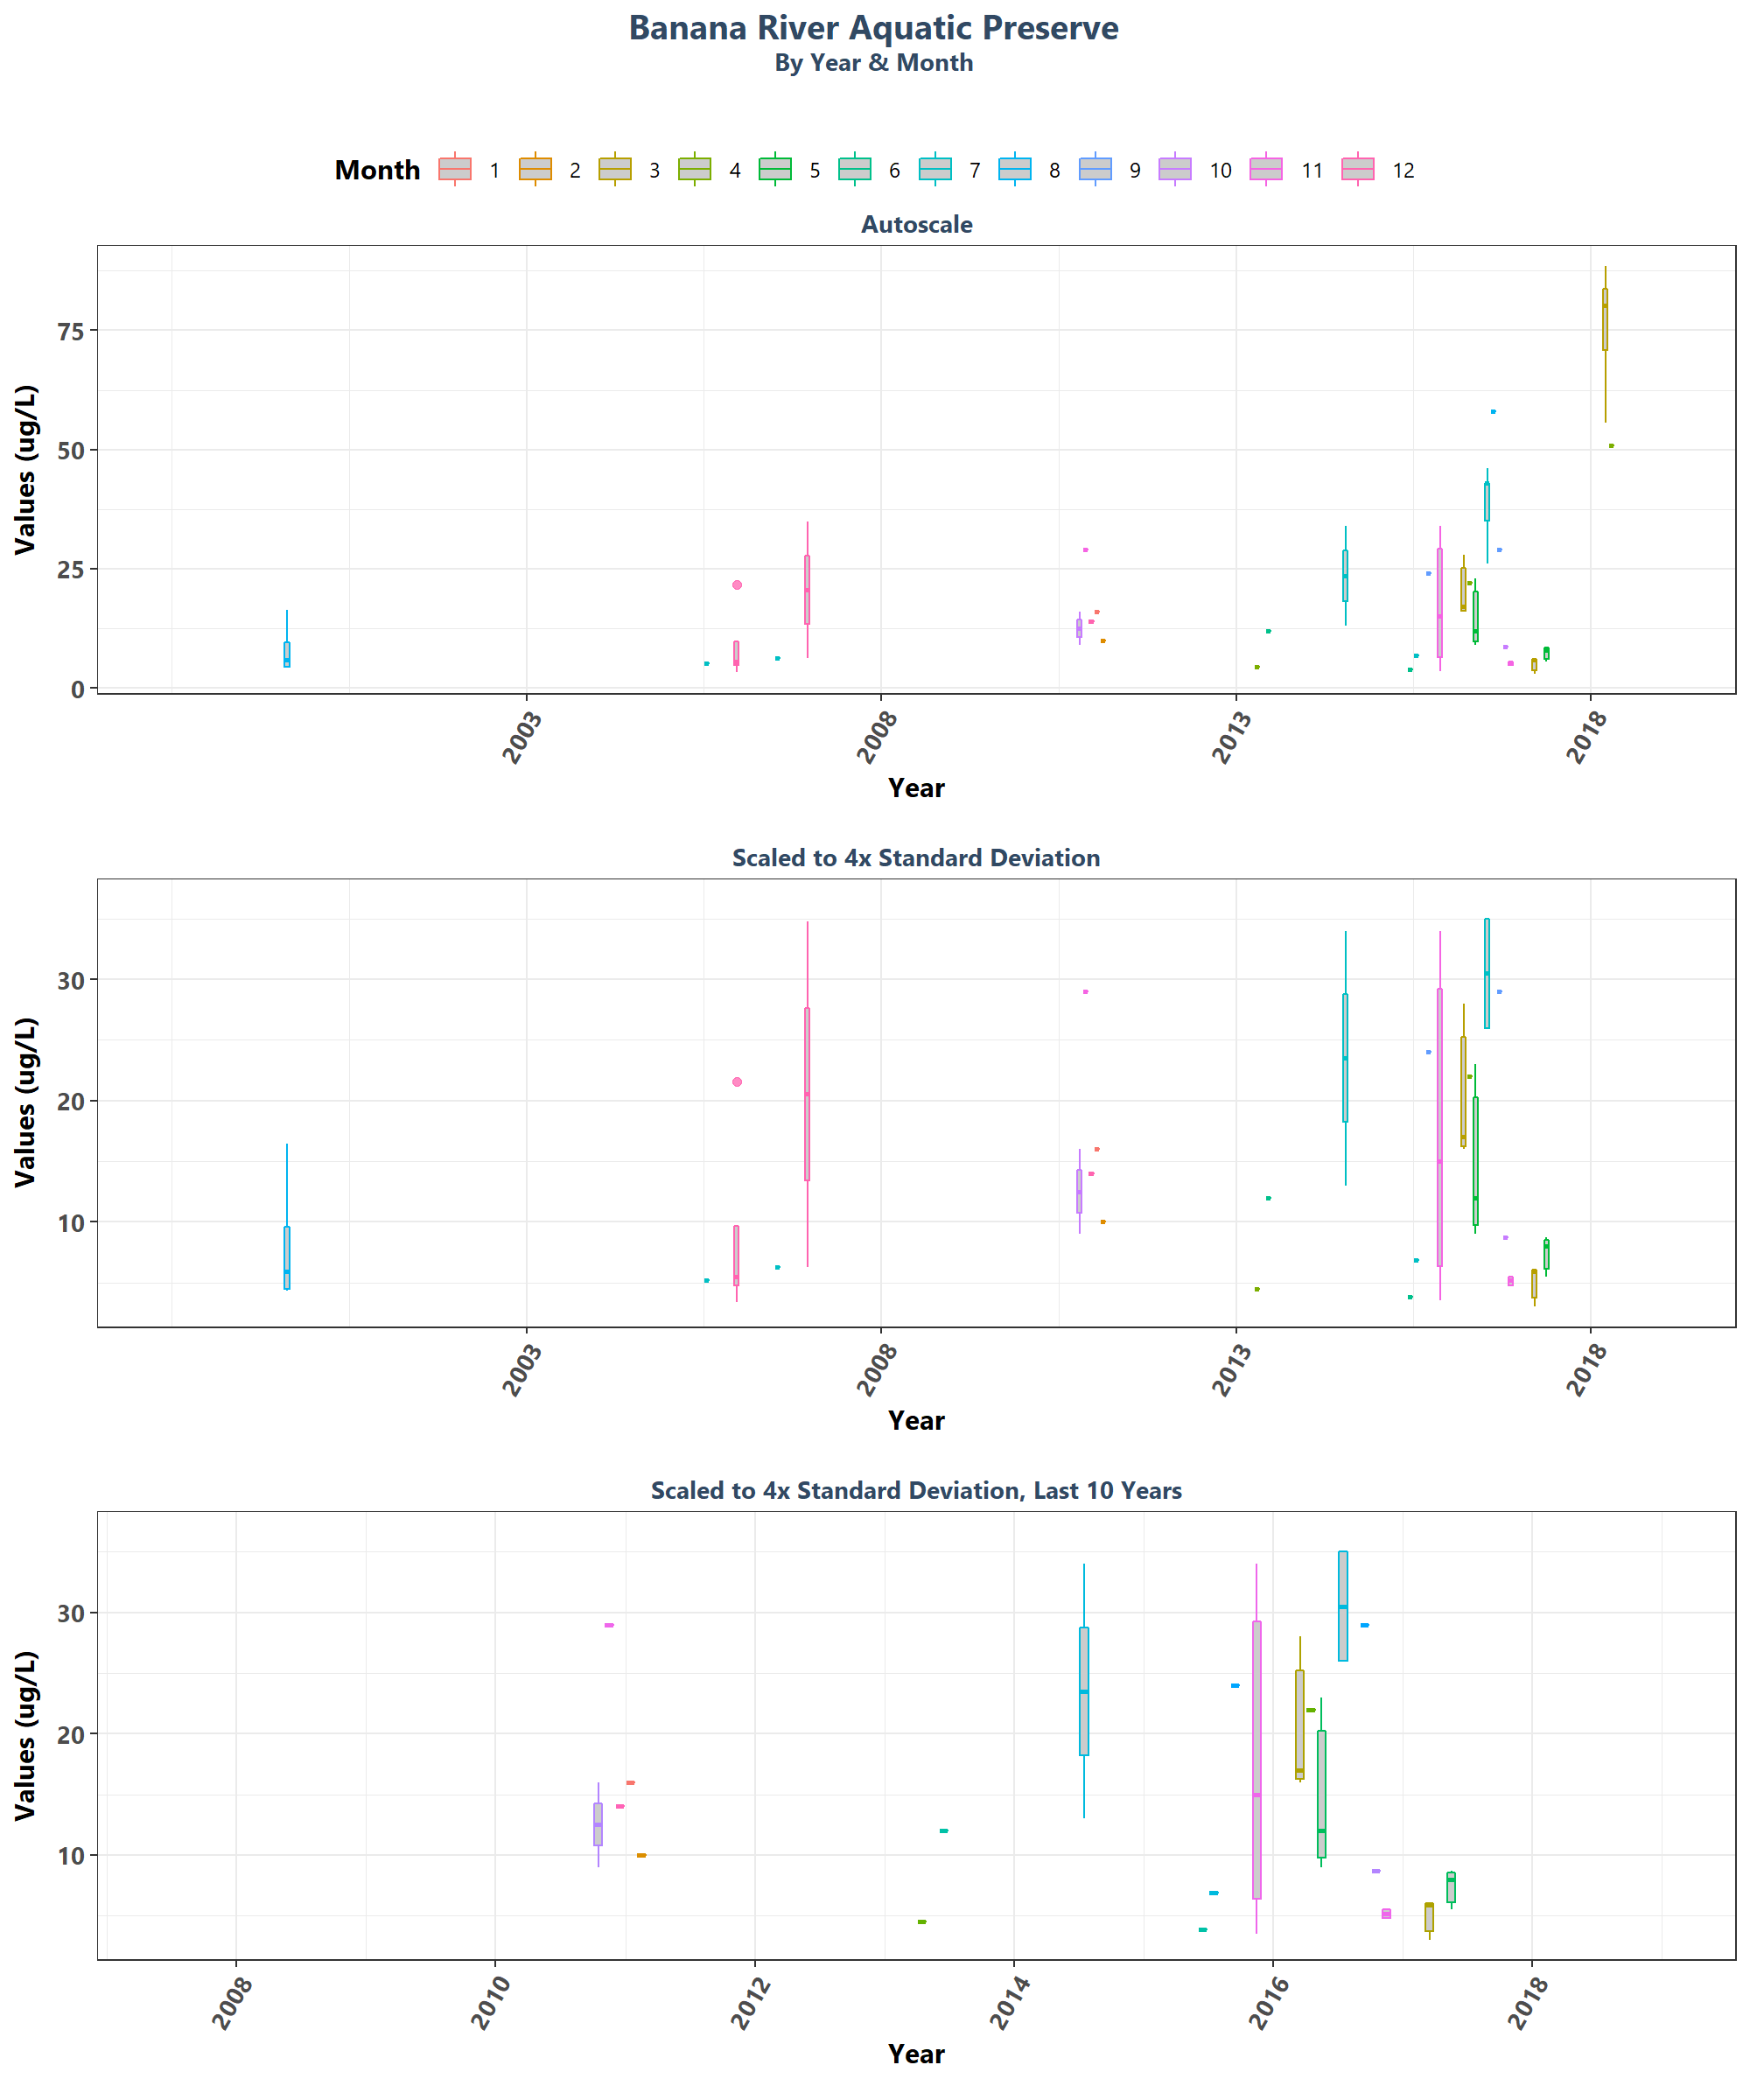 Banana River Aquatic Preserve
By Year & Month
Month 1 2 3 4 5 6 7 8 9 10 11 12
Autoscale
Values (ug/L)
75
50
25
0
2003 2008 2013 2018
Year
Scaled to 4x Standard Deviation
Values (ug/L)
30
20
10
2003 2008 2013 2018
Year
Scaled to 4x Standard Deviation, Last 10 Years
Values (ug/L)
30
20
10
2008 2010 2012 2014 2016 2018
Year